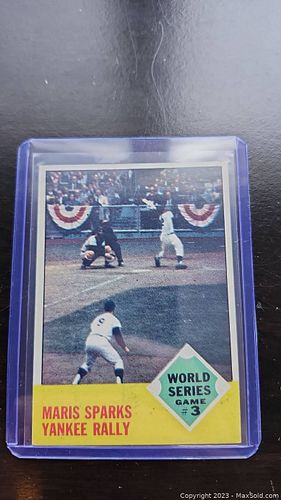 WORLD
SERIES
GAME
#3
MARIS SPARKS
YANKEE RALLY
Copyright 2023 - MaxSold.com